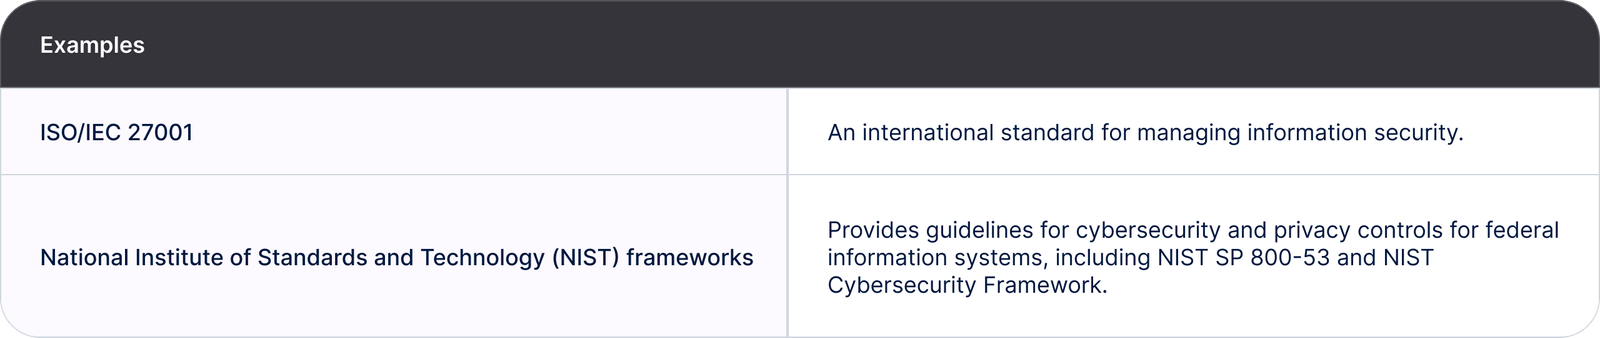 Examples
ISO/IEC 27001
An international standard for managing information security.
National Institute of Standards and Technology (NIST) frameworks
Provides guidelines for cybersecurity and privacy controls for federal
information systems, including NIST SP 800-53 and NIST
Cybersecurity Framework.